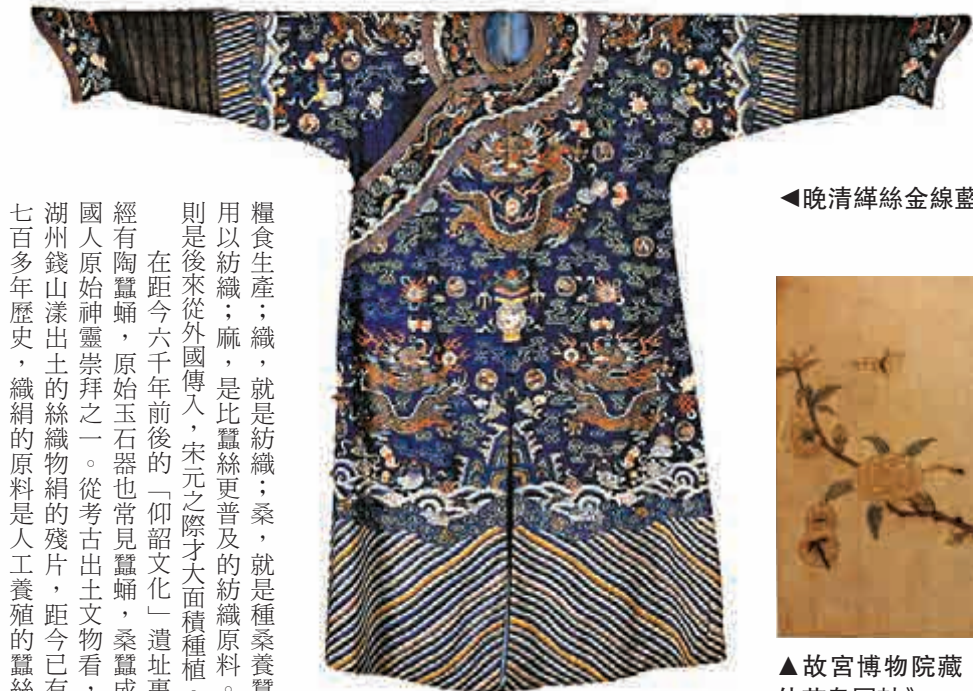 糧食生產；織，就是紡織；桑，就是種桑養蠶
用以紡織；麻，是比蠶絲更普及的紡織原料。
則是後來從外國傳入，宋元之際才大面積種植。
在距今六千年前後的「仰韶文化」遺址裏
經有陶蠶蛹，原始玉石器也常見蠶蛹，桑蠶成
國人原始神靈崇拜之一。從考古出土文物看，
湖州錢山漾出土的絲織物絹的殘片，距今已有
七百多年歷史，織絹的原料是人工養殖的蠶絲
◀晚清緙絲金線藍
▲故宮博物院藏